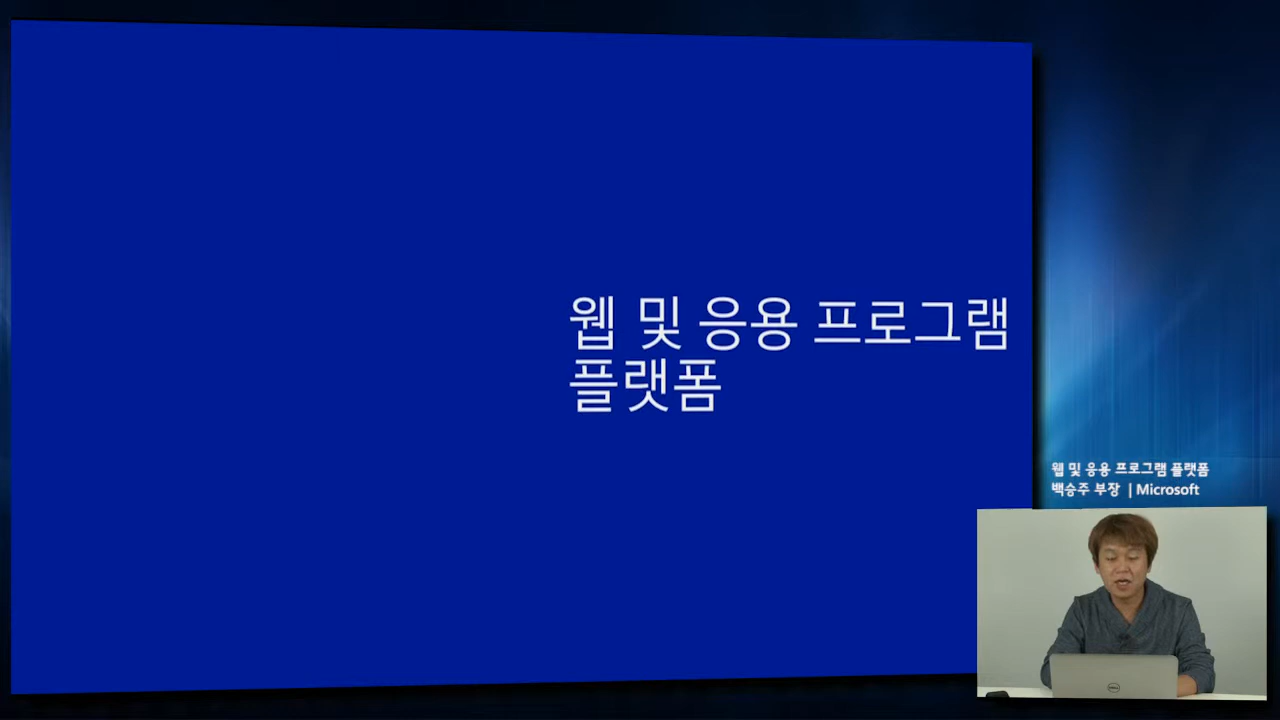 웹 및 응용 프로그램
플랫폼
웹 및 응용 프로그램 플랫폼
백승주 부장 | Microsoft
DELL